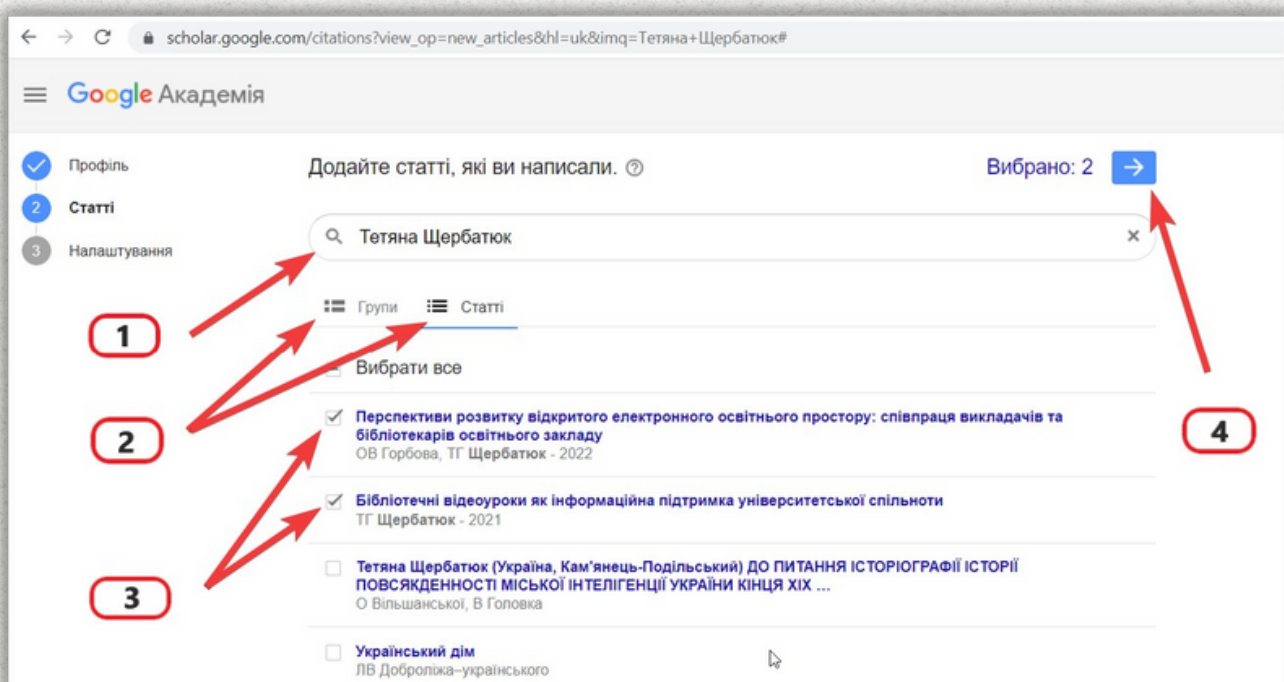 scholar.google.com/citations?view_op=new_articles&hl=uk&imq=Тетяна+Щербатюк#
Google Академія
Профіль
Додайте статті, які ви написали. ?
Вибрано: 2
2 Статті
3 Налаштування
Тетяна Щербатюк
Групи
Статті
1
Вибрати все
Перспективи розвитку відкритого електронного освітнього простору: співпраця викладачів та
бібліотекарів освітнього закладу
ОВ Горбова, ТГ Щербатюк - 2022
2
4
Бібліотечні відеоуроки як інформаційна підтримка університетської спільноти
ТГ Щербатюк - 2021
Тетяна Щербатюк (Україна, Кам'янець-Подільський) ДО ПИТАННЯ ІСТОРІОГРАФІЇ ІСТОРІЇ
ПОВСЯКДЕННОСТІ МІСЬКОЇ ІНТЕЛІГЕНЦІЇ УКРАЇНИ КІНЦЯ ХІХ ...
О Вільшанської, В Головка
3
Український дім
ЛВ Доброліжа–українського